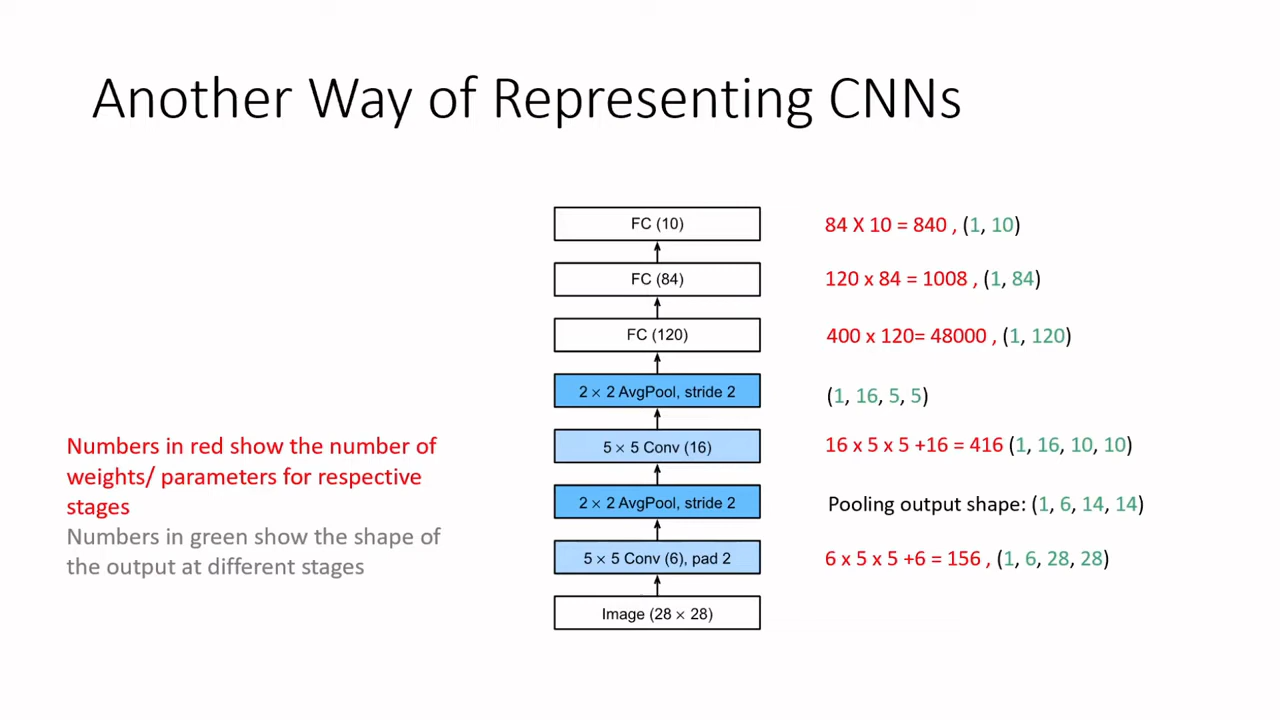 Another Way of Representing CNNs
FC (10)
84 X 10 = 840 , (1, 10)
FC (84)
120 x 84 = 1008 , (1, 84)
FC (120)
400 x 120= 48000 , (1, 120)
2 × 2 AvgPool, stride 2
(1, 16, 5, 5)
5 × 5 Conv (16)
16 x 5 x 5 +16 = 416 (1, 16, 10, 10)
2 × 2 AvgPool, stride 2
Pooling output shape: (1, 6, 14, 14)
5 × 5 Conv (6), pad 2
6 x 5 x 5 +6 = 156 , (1, 6, 28, 28)
Image (28 × 28)
Numbers in red show the number of
weights/ parameters for respective
stages
Numbers in green show the shape of
the output at different stages